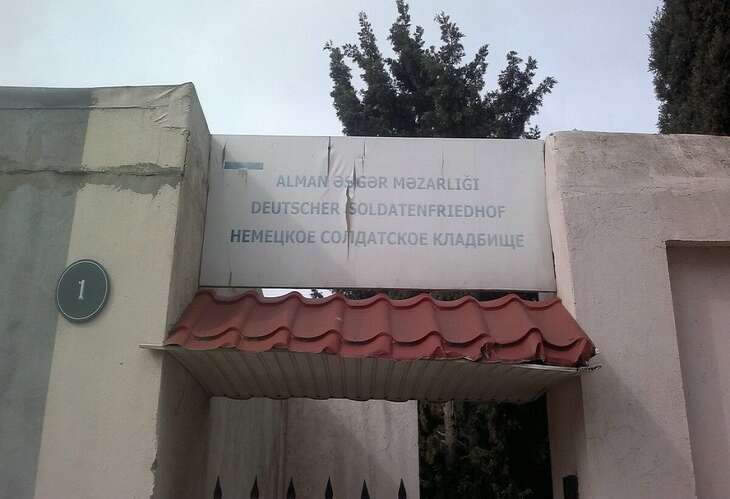 ALMAN ƏSGƏR MƏZARLIĞI
DEUTSCHER SOLDATENFRIEDHOF
НЕМЕЦКОЕ СОЛДАТСКОЕ КЛАДБИЩЕ
1